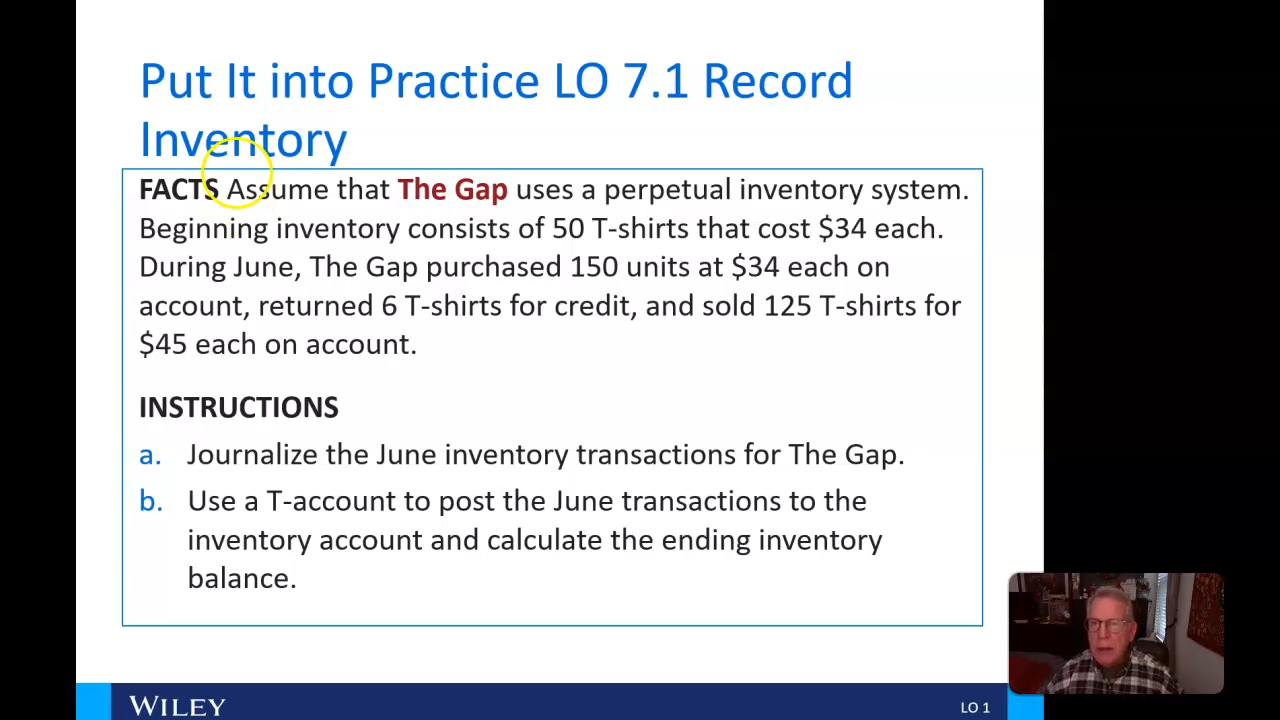 Put It into Practice LO 7.1 Record
Inventory
FACTS Assume that The Gap uses a perpetual inventory system.
Beginning inventory consists of 50 T-shirts that cost $34 each.
During June, The Gap purchased 150 units at $34 each on
account, returned 6 T-shirts for credit, and sold 125 T-shirts for
$45 each on account.
INSTRUCTIONS
a. Journalize the June inventory transactions for The Gap.
b. Use a T-account to post the June transactions to the
inventory account and calculate the ending inventory
balance.
WILEY
LO 1